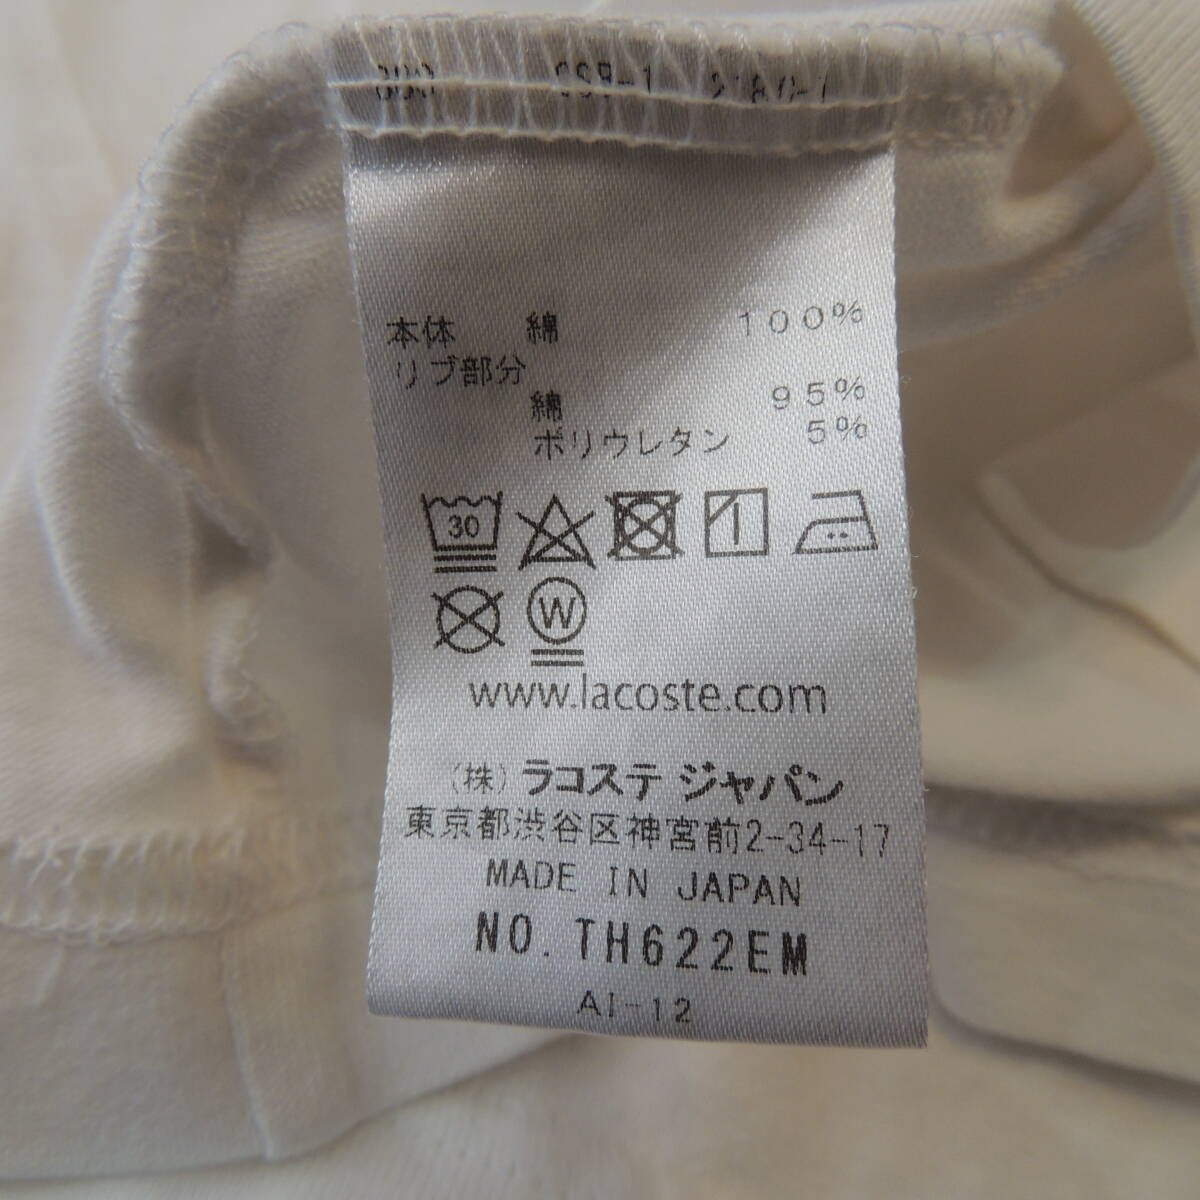 本体 綿 100%
リブ部分
綿 95%
ポリウレタン 5%
30
W
www.lacoste.com
(株) ラコステ ジャパン
東京都渋谷区神宮前2-34-17
MADE IN JAPAN
NO. TH622EM
AI-12